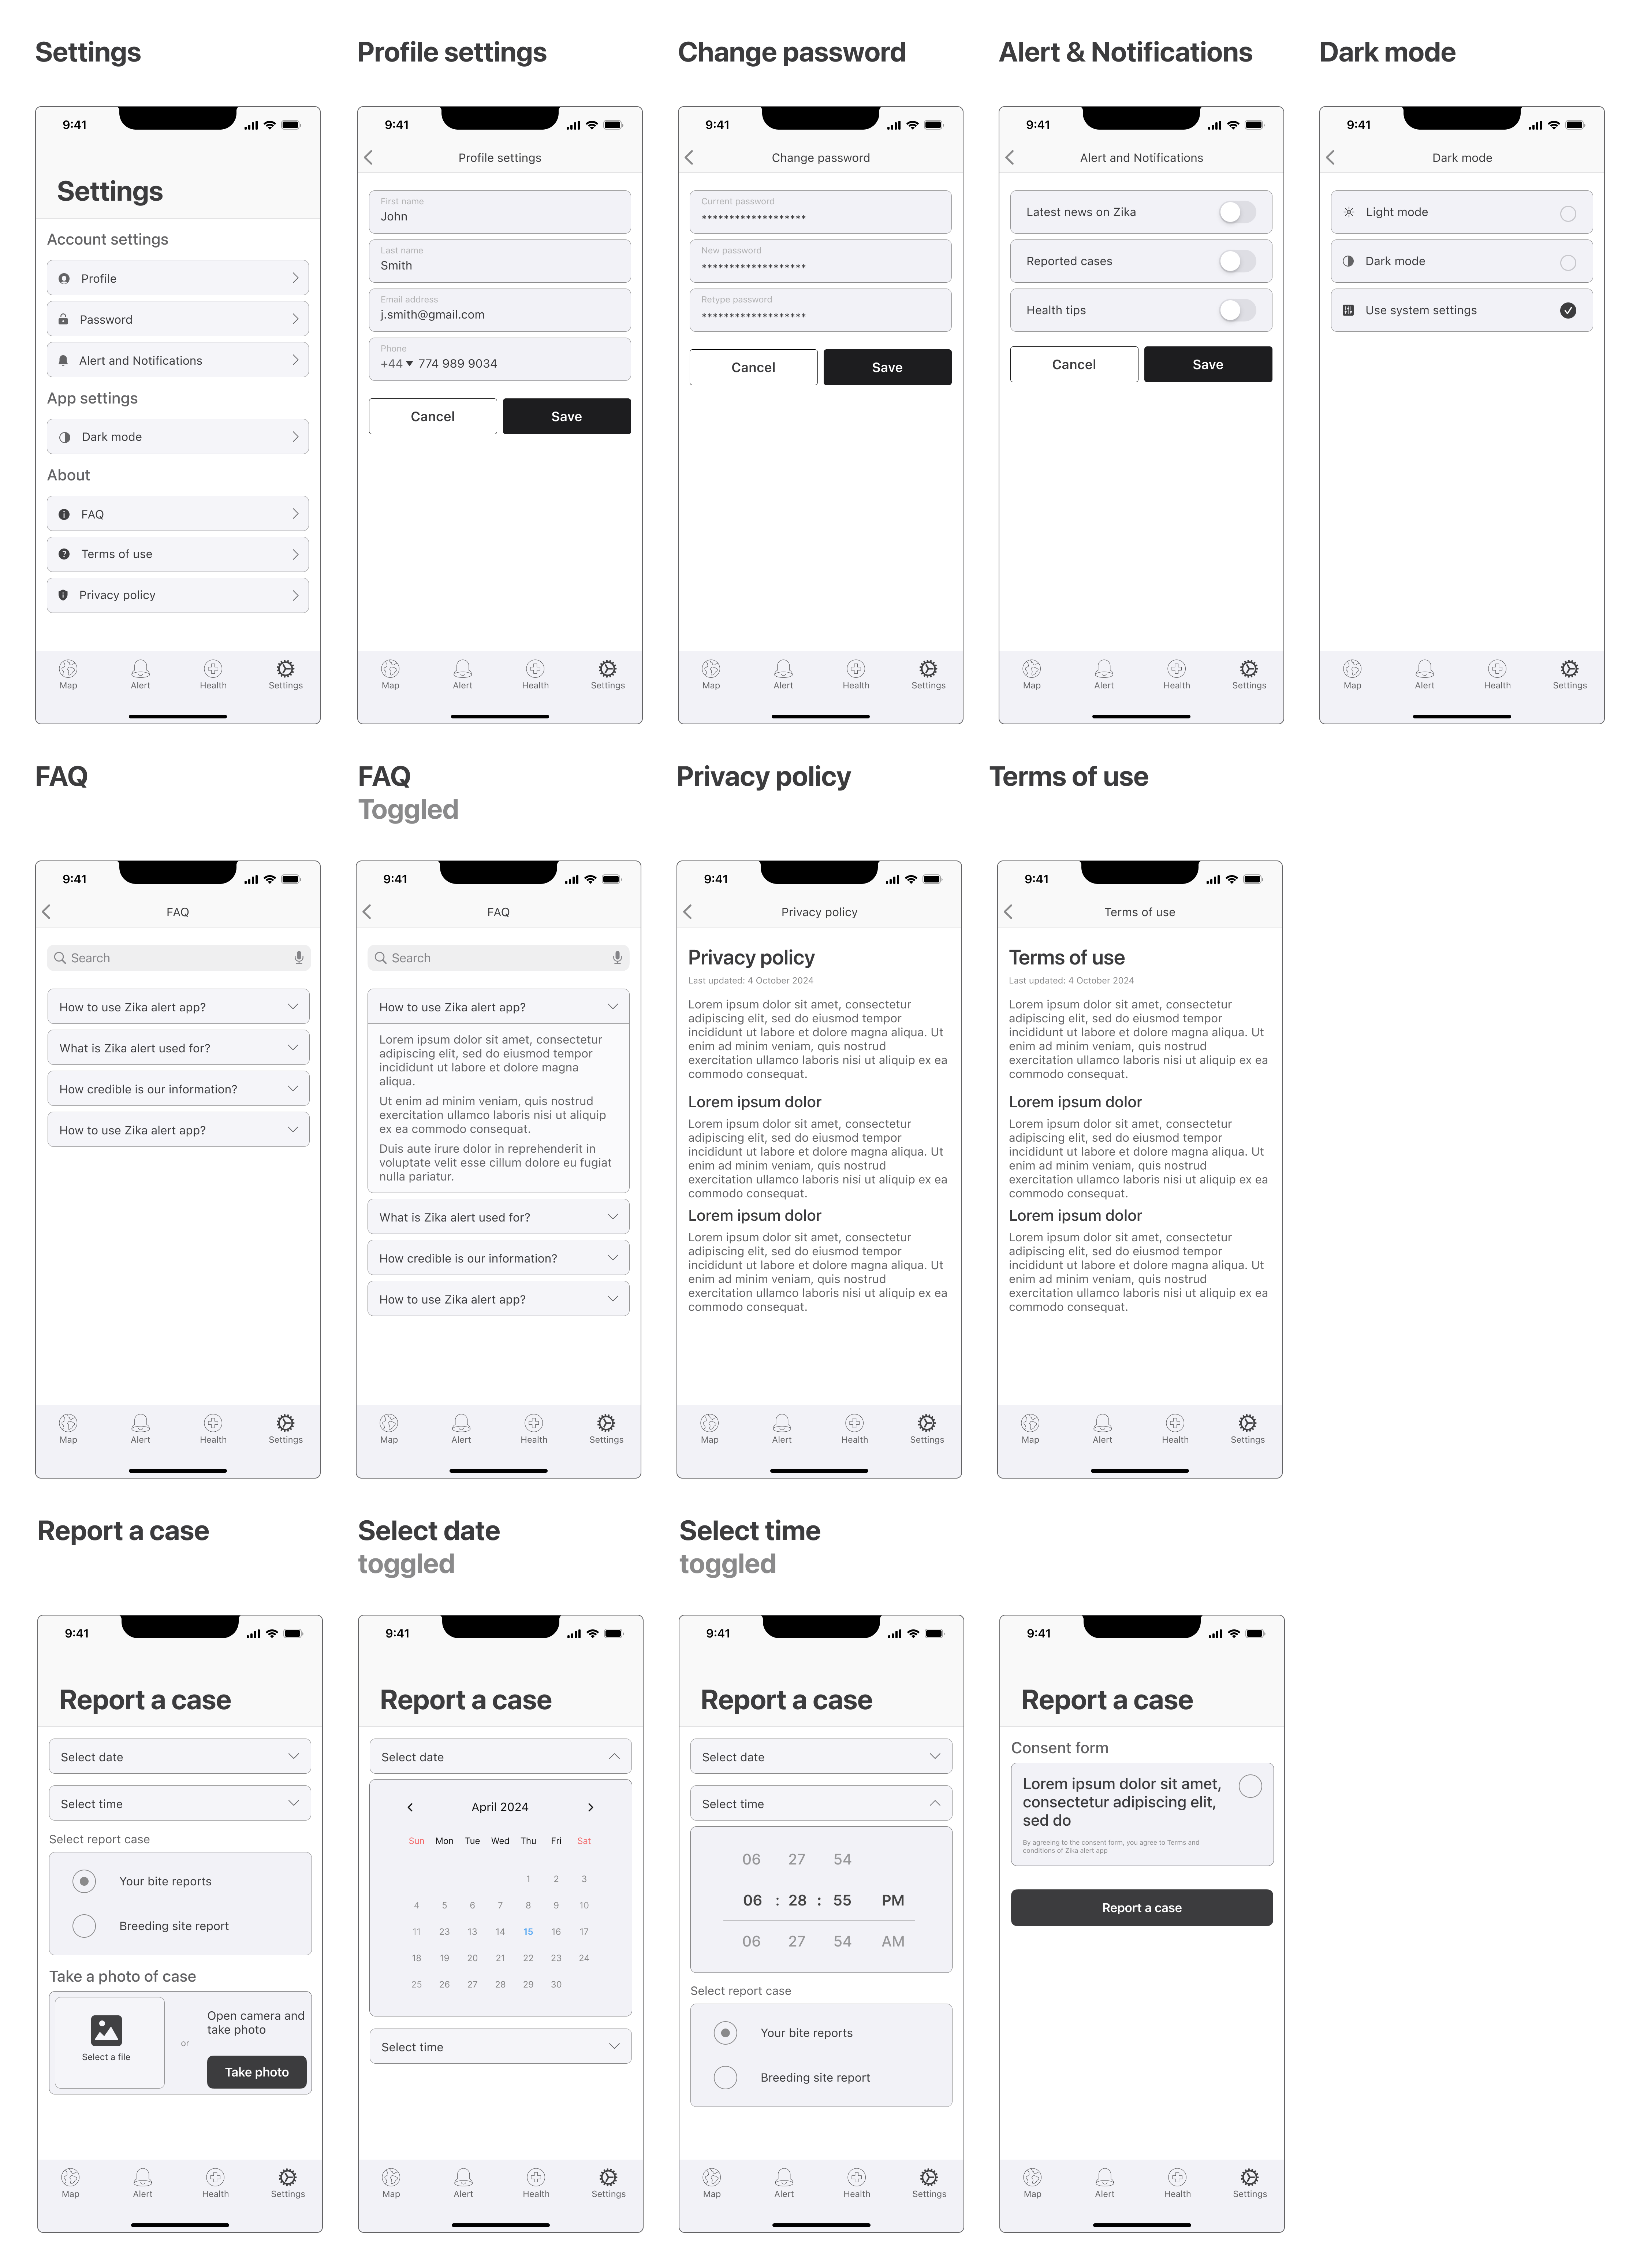 Settings
Profile settings
Change password
Alert & Notifications
Dark mode
9:41
Settings
Account settings
Profile
Password
Alert and Notifications
App settings
Dark mode
About
FAQ
Terms of use
Privacy policy
Map Alert Health Settings
9:41
Profile settings
First name
John
Last name
Smith
Email address
j.smith@gmail.com
Phone
+44 774 989 9034
Cancel Save
Map Alert Health Settings
9:41
Change password
Current password
*******************
New password
*******************
Retype password
*******************
Cancel Save
Map Alert Health Settings
9:41
Alert and Notifications
Latest news on Zika
Reported cases
Health tips
Cancel Save
Map Alert Health Settings
9:41
Dark mode
Light mode
Dark mode
Use system settings
Map Alert Health Settings
FAQ
FAQ
Toggled
Privacy policy
Terms of use
9:41
FAQ
Search
How to use Zika alert app?
What is Zika alert used for?
How credible is our information?
How to use Zika alert app?
Map Alert Health Settings
9:41
FAQ
Search
How to use Zika alert app?
Lorem ipsum dolor sit amet, consectetur
adipiscing elit, sed do eiusmod tempor
incididunt ut labore et dolore magna
aliqua.
Ut enim ad minim veniam, quis nostrud
exercitation ullamco laboris nisi ut aliquip
ex ea commodo consequat.
Duis aute irure dolor in reprehenderit in
voluptate velit esse cillum dolore eu fugiat
nulla pariatur.
What is Zika alert used for?
How credible is our information?
How to use Zika alert app?
Map Alert Health Settings
9:41
Privacy policy
Privacy policy
Last updated: 4 October 2024
Lorem ipsum dolor sit amet, consectetur
adipiscing elit, sed do eiusmod tempor
incididunt ut labore et dolore magna aliqua. Ut
enim ad minim veniam, quis nostrud
exercitation ullamco laboris nisi ut aliquip ex ea
commodo consequat.
Lorem ipsum dolor
Lorem ipsum dolor sit amet, consectetur
adipiscing elit, sed do eiusmod tempor
incididunt ut labore et dolore magna aliqua. Ut
enim ad minim veniam, quis nostrud
exercitation ullamco laboris nisi ut aliquip ex ea
commodo consequat.
Lorem ipsum dolor
Lorem ipsum dolor sit amet, consectetur
adipiscing elit, sed do eiusmod tempor
incididunt ut labore et dolore magna aliqua. Ut
enim ad minim veniam, quis nostrud
exercitation ullamco laboris nisi ut aliquip ex ea
commodo consequat.
Map Alert Health Settings
9:41
Terms of use
Terms of use
Last updated: 4 October 2024
Lorem ipsum dolor sit amet, consectetur
adipiscing elit, sed do eiusmod tempor
incididunt ut labore et dolore magna aliqua. Ut
enim ad minim veniam, quis nostrud
exercitation ullamco laboris nisi ut aliquip ex ea
commodo consequat.
Lorem ipsum dolor
Lorem ipsum dolor sit amet, consectetur
adipiscing elit, sed do eiusmod tempor
incididunt ut labore et dolore magna aliqua. Ut
enim ad minim veniam, quis nostrud
exercitation ullamco laboris nisi ut aliquip ex ea
commodo consequat.
Lorem ipsum dolor
Lorem ipsum dolor sit amet, consectetur
adipiscing elit, sed do eiusmod tempor
incididunt ut labore et dolore magna aliqua. Ut
enim ad minim veniam, quis nostrud
exercitation ullamco laboris nisi ut aliquip ex ea
commodo consequat.
Map Alert Health Settings
Report a case
Select date
toggled
Select time
toggled
9:41
Report a case
Select date
Select time
Select report case
Your bite reports
Breeding site report
Take a photo of case
Select a file
or
Open camera and
take photo
Take photo
Map Alert Health Settings
9:41
Report a case
Select date
April 2024
Sun Mon Tue Wed Thu Fri Sat
1 2 3
4 5 6 7 8 9 10
11 23 13 14 15 16 17
18 19 20 21 22 23 24
25 26 27 28 29 30
Select time
Map Alert Health Settings
9:41
Report a case
Select date
Select time
06 27 54
06 : 28 : 55 PM
06 27 54 AM
Select report case
Your bite reports
Breeding site report
Map Alert Health Settings
9:41
Report a case
Consent form
Lorem ipsum dolor sit amet,
consectetur adipiscing elit,
sed do
By agreeing to the consent form, you agree to Terms and
conditions of Zika alert app
Report a case
Map Alert Health Settings